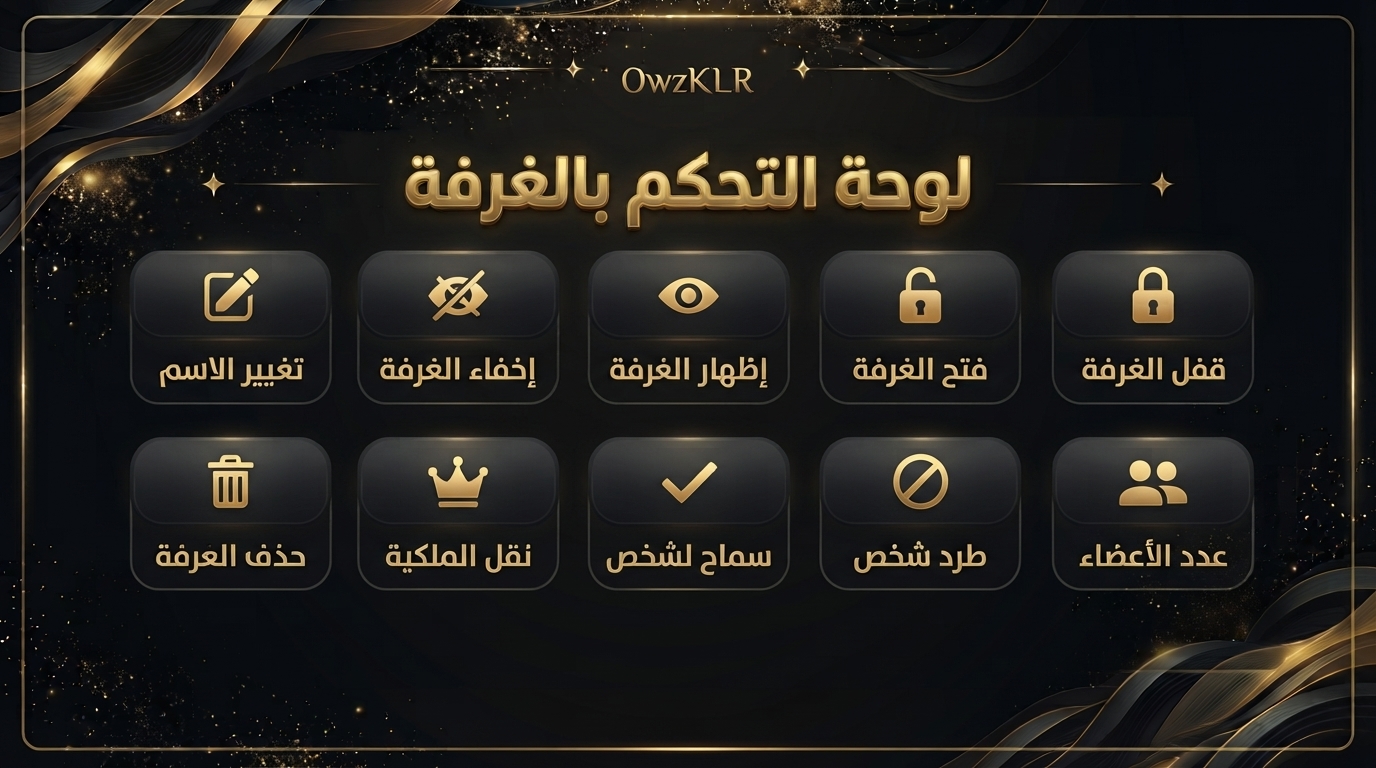 OwzKLR
لوحة التحكم بالغرفة
قفل الغرفة
فتح الغرفة
إظهار الغرفة
إخفاء الغرفة
تغيير الاسم
عدد الأعضاء
طرد شخص
سماح لشخص
نقل الملكية
حذف العرفة